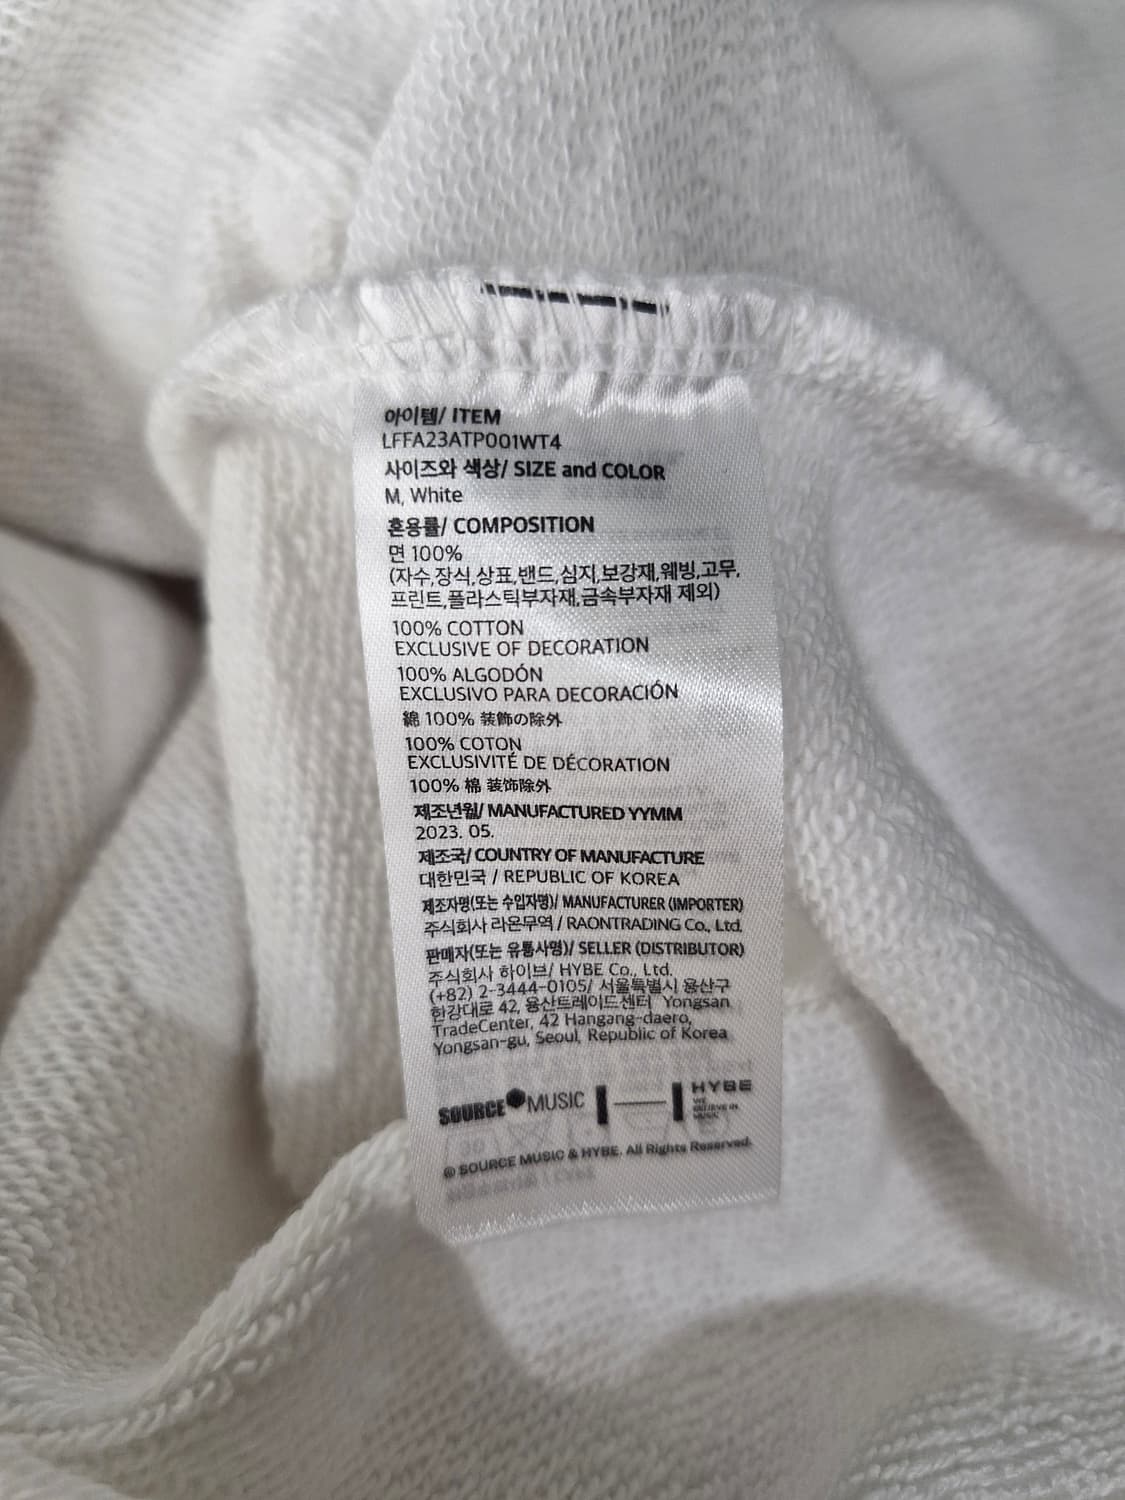 아이템/ ITEM
LFFA23ATP001WT4
사이즈와 색상/ SIZE and COLOR
M, White
혼용률/ COMPOSITION
면 100%
(자수,장식,상표,밴드,심지,보강재,웨빙,고무,
프린트,플라스틱부자재,금속부자재 제외)
100% COTTON
EXCLUSIVE OF DECORATION
100% ALGODÓN
EXCLUSIVO PARA DECORACIÓN
綿 100% 装飾の除外
100% COTON
EXCLUSIVITÉ DE DÉCORATION
100% 棉 装饰除外
제조년월/ MANUFACTURED YYMM
2023. 05.
제조국/ COUNTRY OF MANUFACTURE
대한민국 / REPUBLIC OF KOREA
제조자명(또는 수입자명)/ MANUFACTURER (IMPORTER)
주식회사 라온무역 / RAONTRADING Co., Ltd.
판매자(또는 유통사명)/ SELLER (DISTRIBUTOR)
주식회사 하이브/ HYBE Co., Ltd.
(+82) 2-3444-0105/ 서울특별시 용산구
한강대로 42, 용산트레이드센터 Yongsan
TradeCenter, 42 Hangang-daero,
Yongsan-gu, Seoul, Republic of Korea
SOURCE MUSIC HYBE
WE
BELIEVE IN
MUSIC
© SOURCE MUSIC & HYBE. All Rights Reserved.